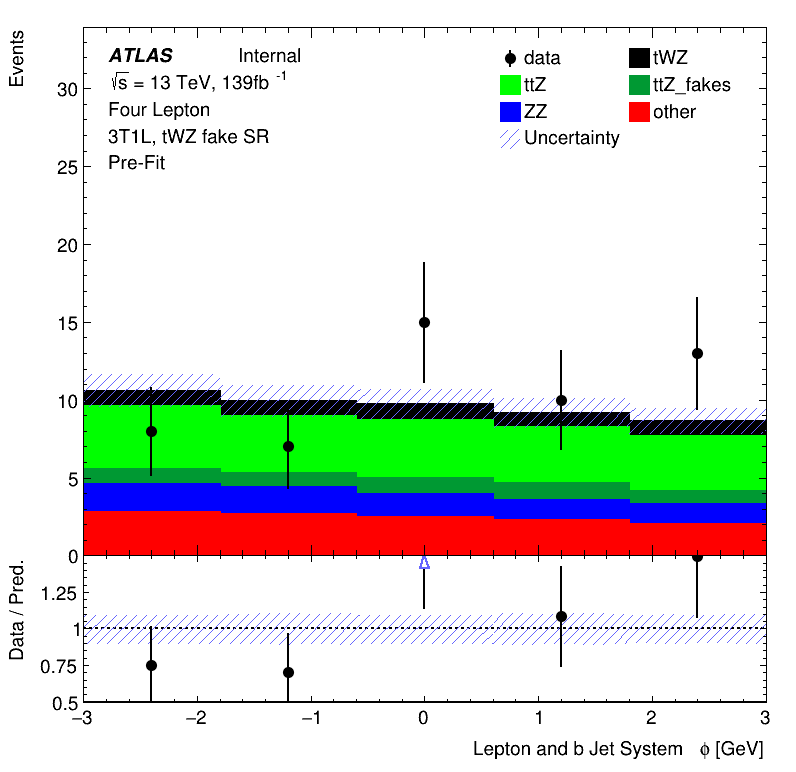 Events
ATLAS Internal
√s = 13 TeV, 139fb -1
Four Lepton
3T1L, tWZ fake SR
Pre-Fit
data tWZ
ttZ ttZ_fakes
ZZ other
Uncertainty
30
25
20
15
10
5
0
Data / Pred.
1.25
1
0.75
0.5
−3 −2 −1 0 1 2 3
Lepton and b Jet System ϕ [GeV]